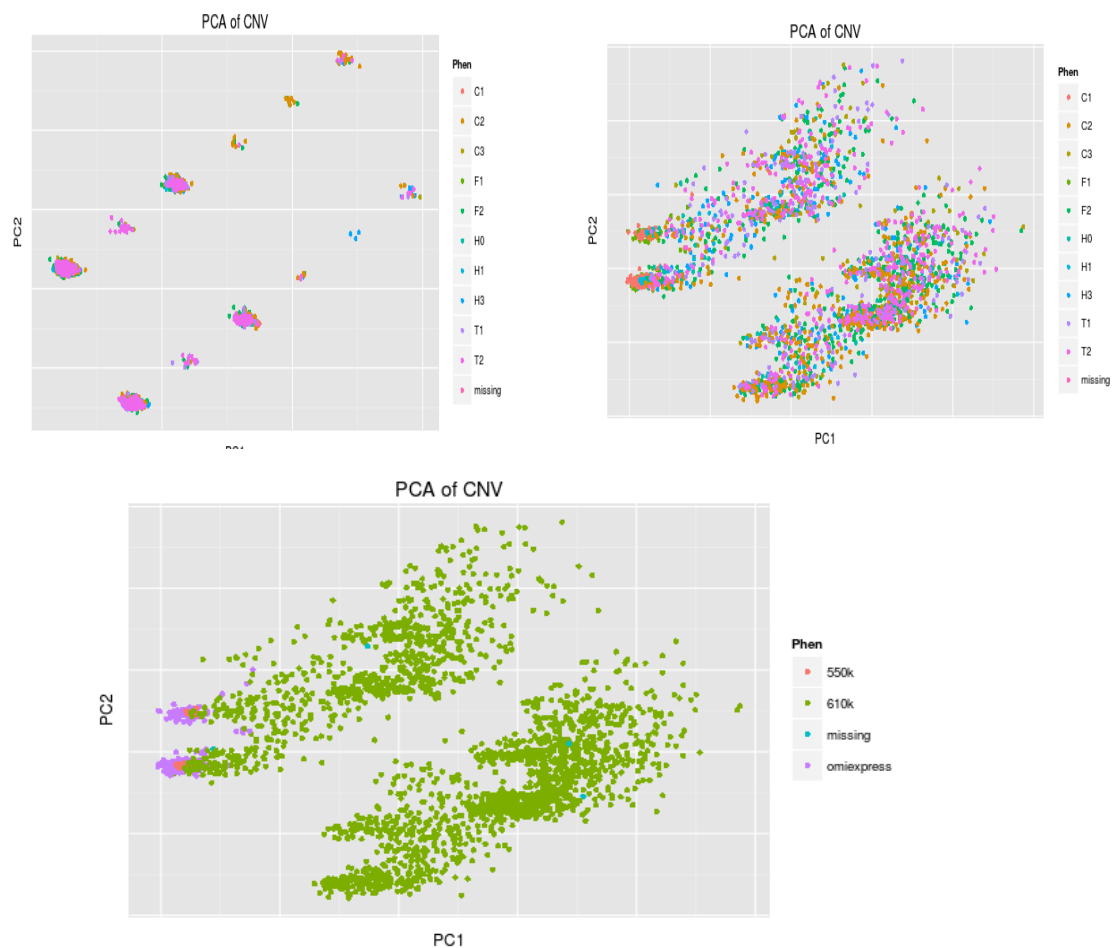 PCA of CNV
PC2
Phen
C1
C2
C3
F1
F2
H0
H1
H3
T1
T2
missing
PCA of CNV
PC2
PC1
Phen
C1
C2
C3
F1
F2
H0
H1
H3
T1
T2
missing
PCA of CNV
PC2
PC1
Phen
550k
610k
missing
omiexpress